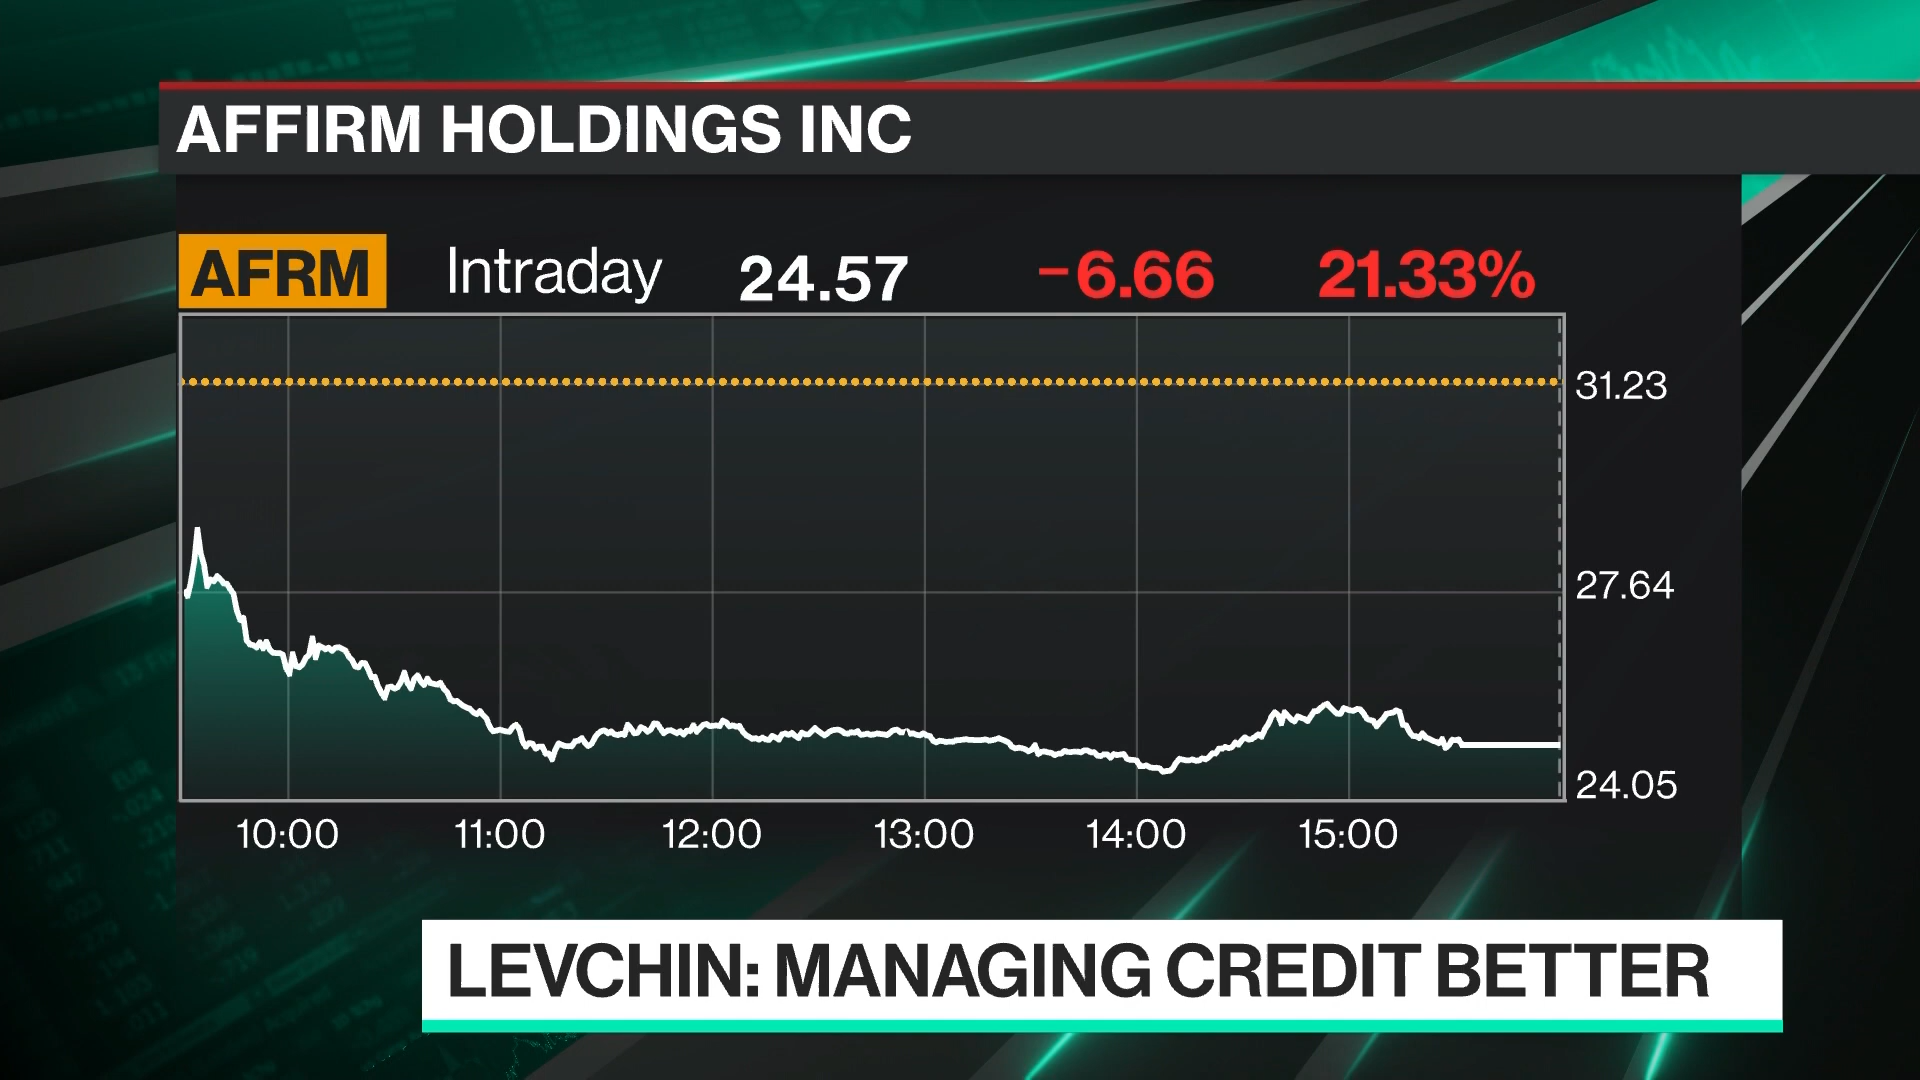 AFFIRM HOLDINGS INC
AFRM Intraday 24.57 -6.66 21.33%
31.23
27.64
24.05
10:00 11:00 12:00 13:00 14:00 15:00
LEVCHIN: MANAGING CREDIT BETTER